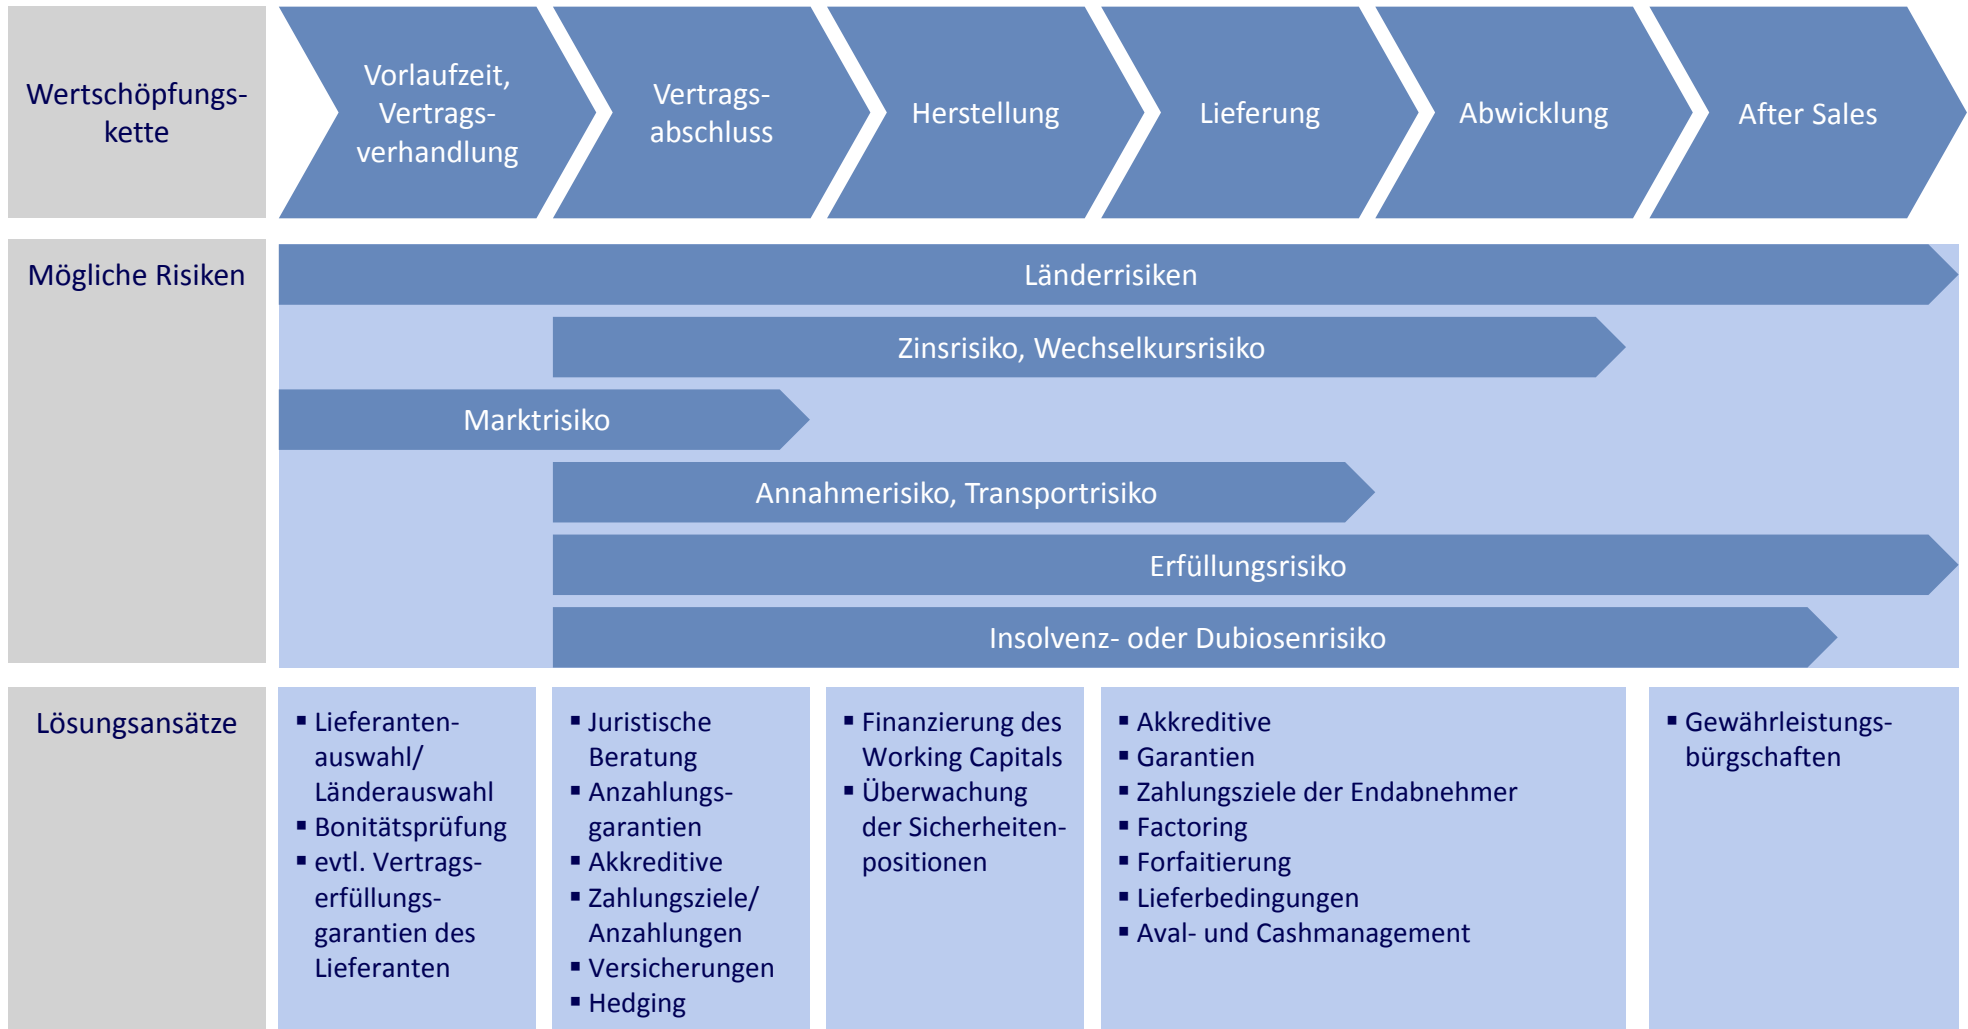 Wertschöpfungs-
kette
Vorlaufzeit,
Vertrags-
verhandlung
Vertrags-
abschluss
Herstellung
Lieferung
Abwicklung
After Sales
Mögliche Risiken
Länderrisiken
Zinsrisiko, Wechselkursrisiko
Marktrisiko
Annahmerisiko, Transportrisiko
Erfüllungsrisiko
Insolvenz- oder Dubiosenrisiko
Lösungsansätze
▪ Lieferanten-
auswahl/
Länderauswahl
▪ Bonitätsprüfung
▪ evtl. Vertrags-
erfüllungs-
garantien des
Lieferanten
▪ Juristische
Beratung
▪ Anzahlungs-
garantien
▪ Akkreditive
▪ Zahlungsziele/
Anzahlungen
▪ Versicherungen
▪ Hedging
▪ Finanzierung des
Working Capitals
▪ Überwachung
der Sicherheiten-
positionen
▪ Akkreditive
▪ Garantien
▪ Zahlungsziele der Endabnehmer
▪ Factoring
▪ Forfaitierung
▪ Lieferbedingungen
▪ Aval- und Cashmanagement
▪ Gewährleistungs-
bürgschaften